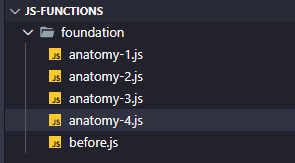 JS-FUNCTIONS
foundation
JS anatomy-1.js
JS anatomy-2.js
JS anatomy-3.js
JS anatomy-4.js
JS before.js